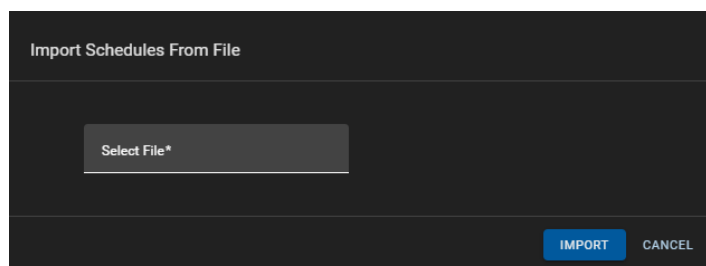 Import Schedules From File
Select File*
IMPORT CANCEL